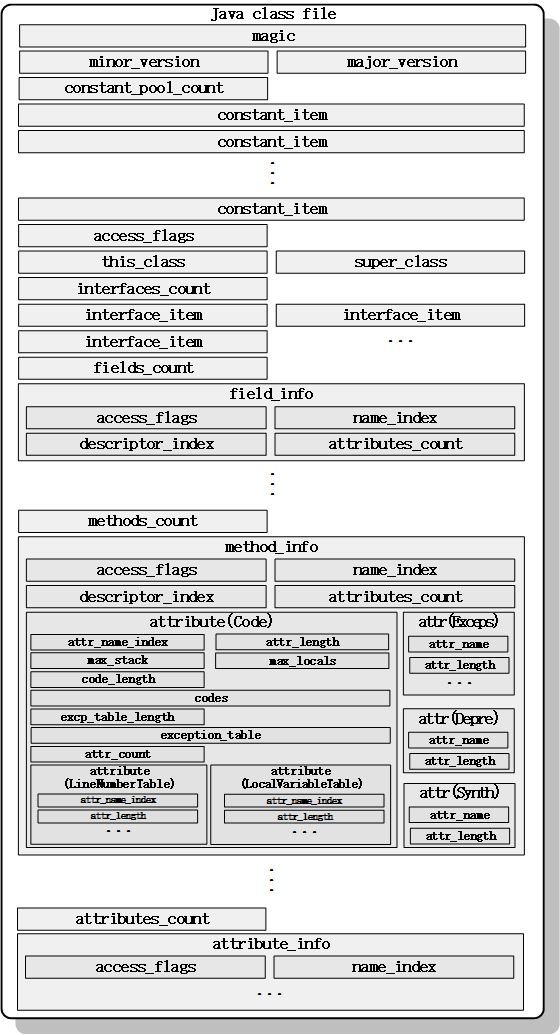 Java class file
magic
minor_version major_version
constant_pool_count
constant_item
constant_item
constant_item
access_flags
this_class super_class
interfaces_count
interface_item interface_item
interface_item ...
fields_count
field_info
access_flags name_index
descriptor_index attributes_count
methods_count
method_info
access_flags name_index
descriptor_index attributes_count
attribute(Code)
attr_name_index attr_length
max_stack max_locals
code_length
codes
excp_table_length
exception_table
attr_count
attribute
(LineNumberTable)
attr_name_index
attr_length
...
attribute
(LocalVariableTable)
attr_name_index
attr_length
...
attr(Exceps)
attr_name
attr_length
...
attr(Depre)
attr_name
attr_length
attr(Synth)
attr_name
attr_length
attributes_count
attribute_info
access_flags name_index
...